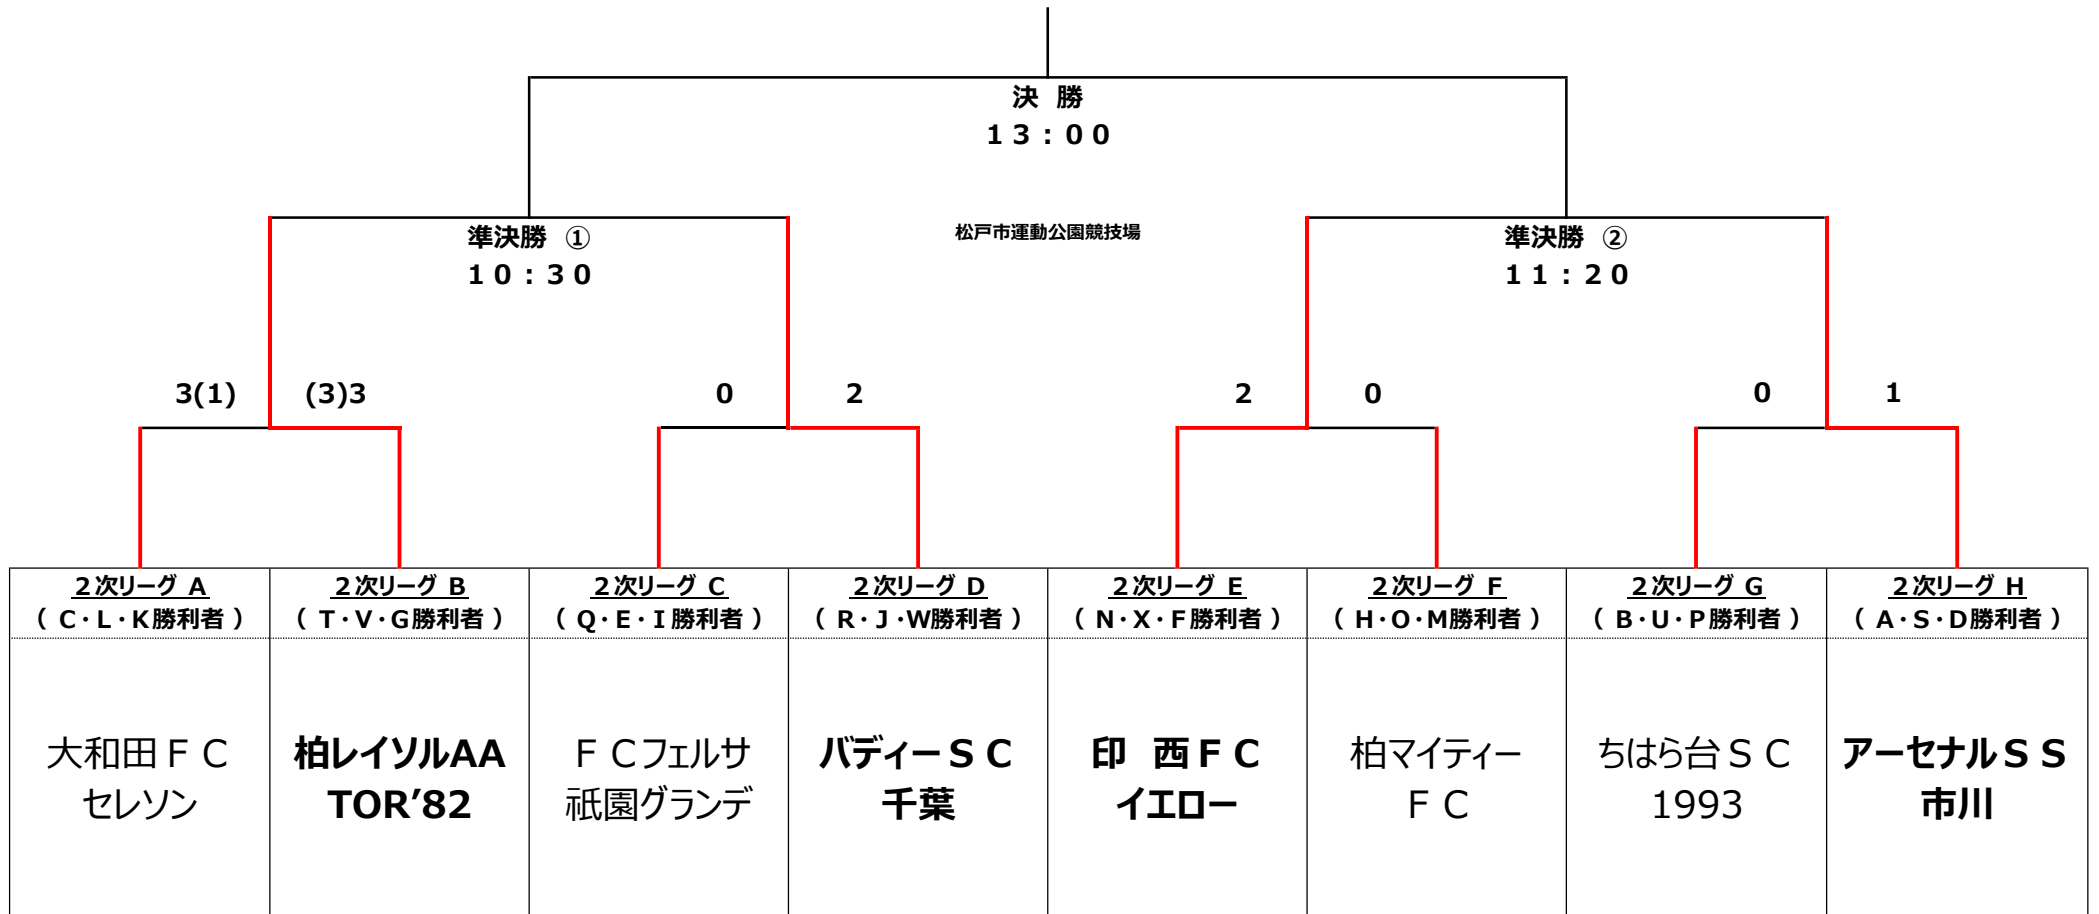 決 勝
13：00
準決勝 ①
10：30
松戸市運動公園競技場
準決勝 ②
11：20
3(1) (3)3 0 2 2 0 0 1
２次リーグ A ２次リーグ B ２次リーグ C ２次リーグ D ２次リーグ E ２次リーグ F ２次リーグ G ２次リーグ H
（ C・L・K勝利者 ） （ T・V・G勝利者 ） （ Q・E・I 勝利者 ） （ R・J・W勝利者 ） （ N・X・F勝利者 ） （ H・O・M勝利者 ） （ B・U・P勝利者 ） （ A・S・D勝利者 ）
大和田ＦＣ 柏レイソルAA ＦＣフェルサ バディーＳＣ 印 西ＦＣ 柏マイティー ちはら台ＳＣ アーセナルＳＳ
セレソン TOR’82 祇園グランデ 千葉 イエロー ＦＣ 1993 市川